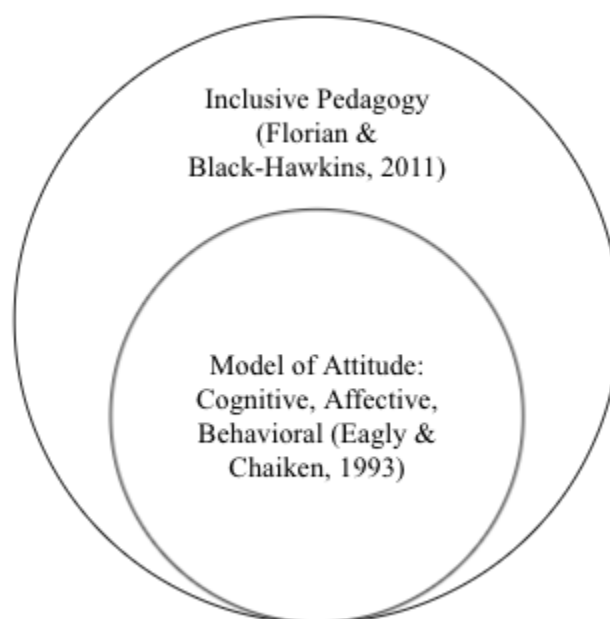 Inclusive Pedagogy
(Florian &
Black-Hawkins, 2011)
Model of Attitude:
Cognitive, Affective,
Behavioral (Eagly &
Chaiken, 1993)